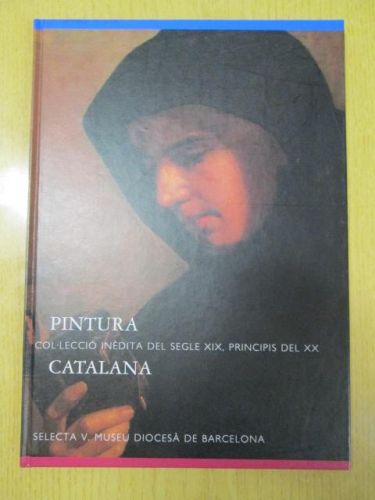 PINTURA
COL·LECCIÓ INÈDITA DEL SEGLE XIX, PRINCIPIS DEL XX
CATALANA
SELECTA V. MUSEU DIOCESÀ DE BARCELONA